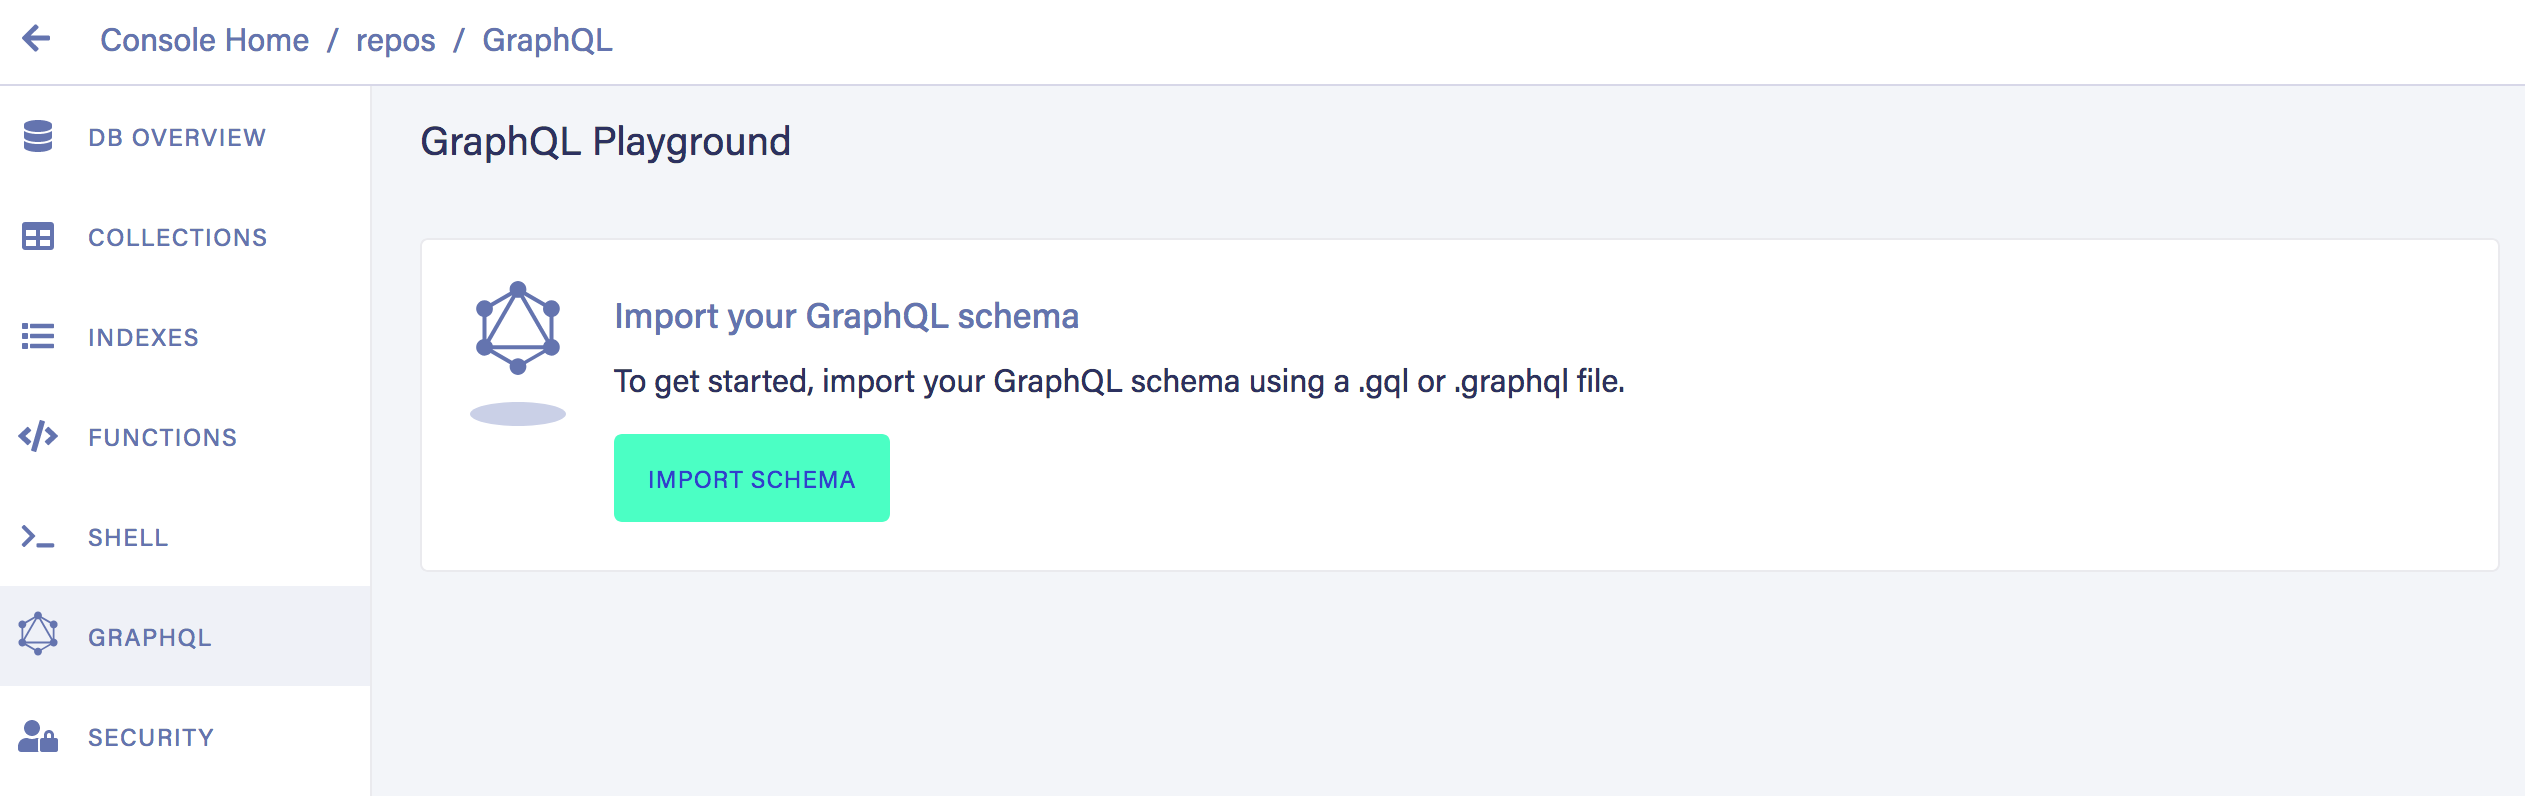 Console Home / repos / GraphQL
DB OVERVIEW
COLLECTIONS
INDEXES
FUNCTIONS
SHELL
GRAPHQL
SECURITY
GraphQL Playground
Import your GraphQL schema
To get started, import your GraphQL schema using a .gql or .graphql file.
IMPORT SCHEMA